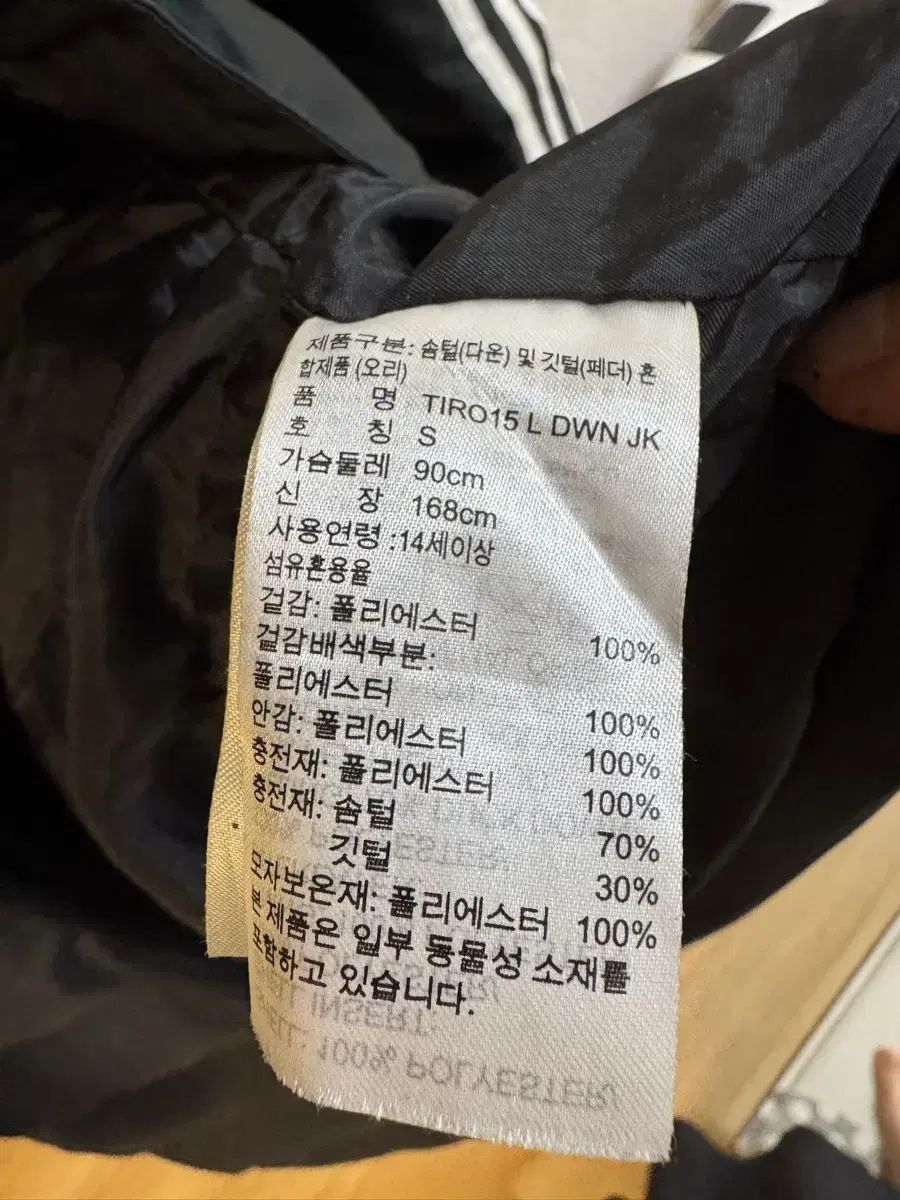 제품구분: 솜털(다운) 및 깃털(페더) 혼
합제품 (오리)
품 명 TIRO15 L DWN JK
호 칭 S
가슴둘레 90cm
신 장 168cm
사용연령 :14세이상
섬유혼용율
겉감: 폴리에스터 100%
겉감배색부분:
폴리에스터 100%
안감: 폴리에스터 100%
충전재: 폴리에스터 100%
충전재: 솜털 70%
깃털 30%
모자보온재: 폴리에스터 100%
본 제품은 일부 동물성 소재를
포함하고 있습니다.
INSERT:
100% POLYESTER/